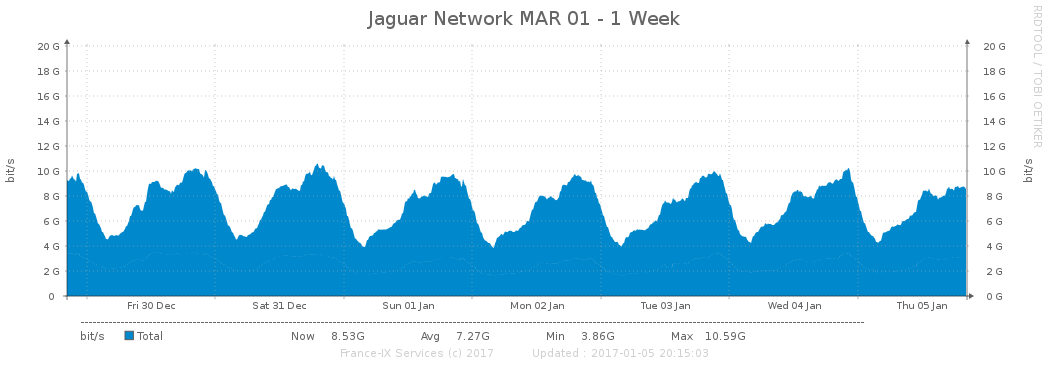 Jaguar Network MAR 01 - 1 Week
RRDTOOL / TOBI OETIKER
bit/s
20 G 20 G
18 G 18 G
16 G 16 G
14 G 14 G
12 G 12 G
10 G 10 G
8 G 8 G
6 G 6 G
4 G 4 G
2 G 2 G
0 0 G
bit/s
Fri 30 Dec Sat 31 Dec Sun 01 Jan Mon 02 Jan Tue 03 Jan Wed 04 Jan Thu 05 Jan
bit/s Total Now 8.53G Avg 7.27G Min 3.86G Max 10.59G
France-IX Services (c) 2017 Updated : 2017-01-05 20:15:03